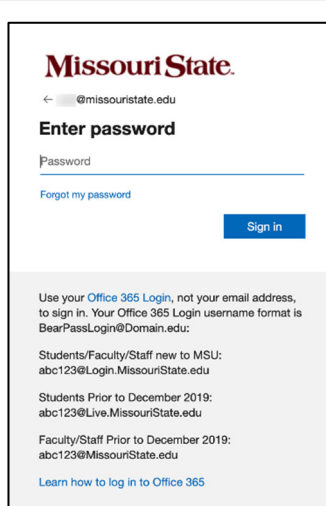 Missouri State.
@missouristate.edu
Enter password
Password
Forgot my password
Sign in
Use your Office 365 Login, not your email address,
to sign in. Your Office 365 Login username format is
BearPassLogin@Domain.edu:
Students/Faculty/Staff new to MSU:
abc123@Login.MissouriState.edu
Students Prior to December 2019:
abc123@Live.MissouriState.edu
Faculty/Staff Prior to December 2019:
abc123@MissouriState.edu
Learn how to log in to Office 365